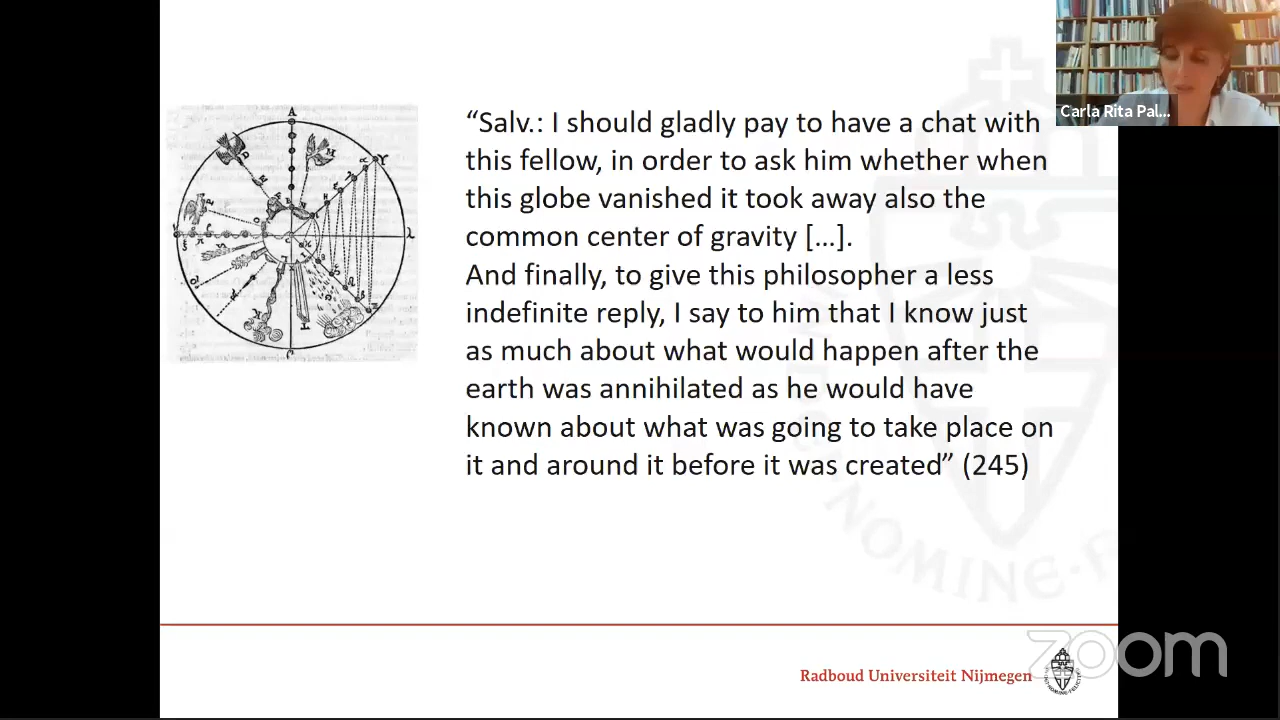 Carla Rita Pal...
“Salv.: I should gladly pay to have a chat with
this fellow, in order to ask him whether when
this globe vanished it took away also the
common center of gravity […].
And finally, to give this philosopher a less
indefinite reply, I say to him that I know just
as much about what would happen after the
earth was annihilated as he would have
known about what was going to take place on
it and around it before it was created” (245)
NOMINE·F
zoom
Radboud Universiteit Nijmegen